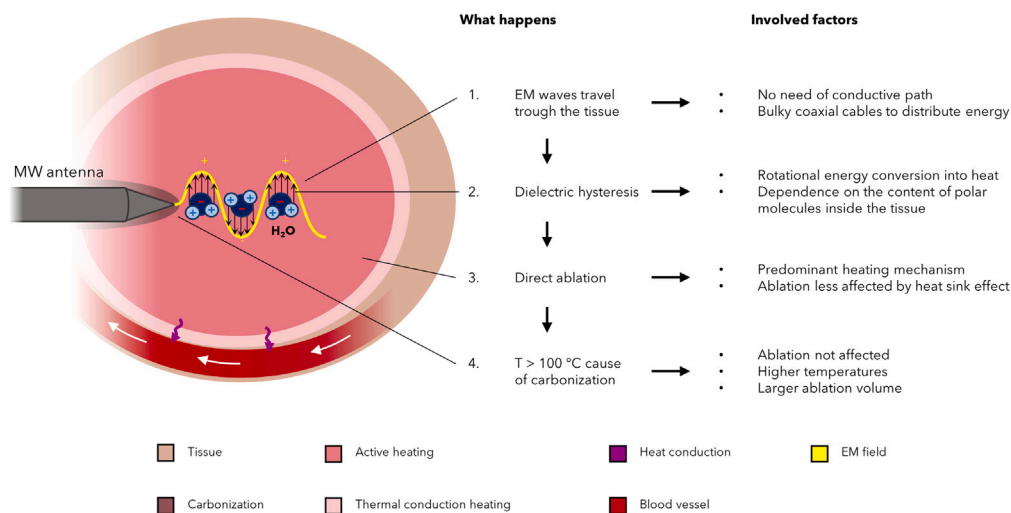 What happens
Involved factors
MW antenna
+
+
+ +
+ +
+ +
-
-
-
H₂O
1.
EM waves travel
trough the tissue
• No need of conductive path
• Bulky coaxial cables to distribute energy
2.
Dielectric hysteresis
• Rotational energy conversion into heat
• Dependence on the content of polar
molecules inside the tissue
3.
Direct ablation
• Predominant heating mechanism
• Ablation less affected by heat sink effect
4.
T > 100 °C cause
of carbonization
• Ablation not affected
• Higher temperatures
• Larger ablation volume
Tissue
Active heating
Heat conduction
EM field
Carbonization
Thermal conduction heating
Blood vessel